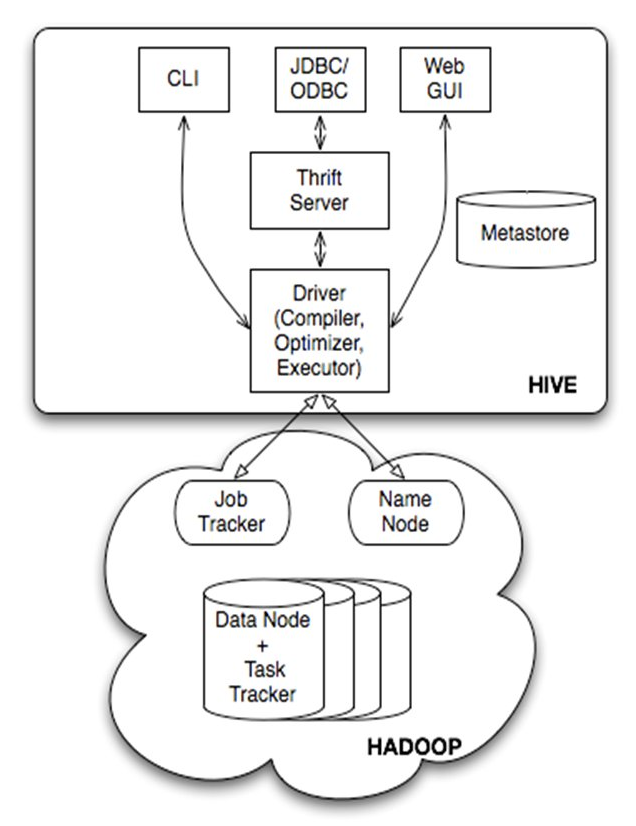 CLI
JDBC/
ODBC
Web
GUI
Thrift
Server
Metastore
Driver
(Compiler,
Optimizer,
Executor)
HIVE
Job
Tracker
Name
Node
Data Node
+
Task
Tracker
HADOOP